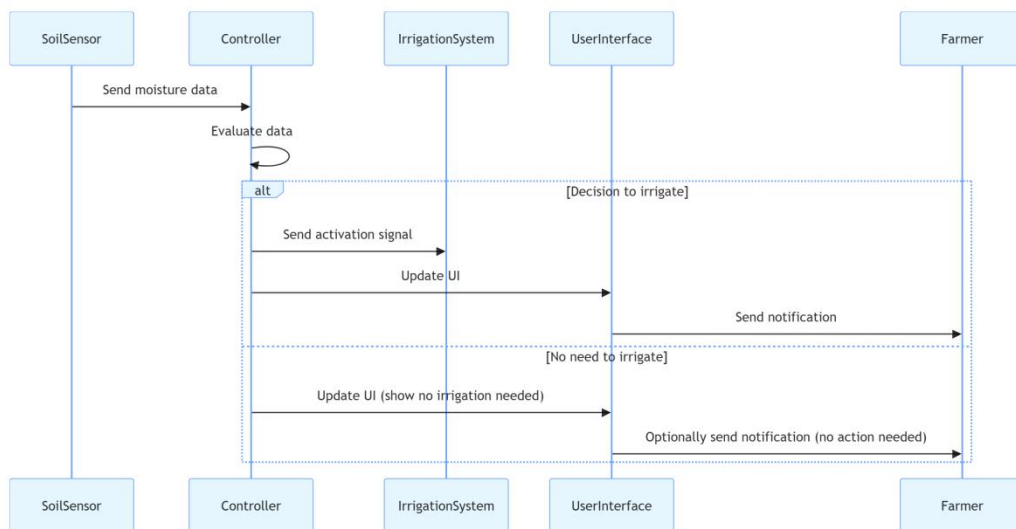 SoilSensor
Controller
IrrigationSystem
UserInterface
Farmer
Send moisture data
Evaluate data
alt
[Decision to irrigate]
Send activation signal
Update UI
Send notification
[No need to irrigate]
Update UI (show no irrigation needed)
Optionally send notification (no action needed)
SoilSensor
Controller
IrrigationSystem
UserInterface
Farmer